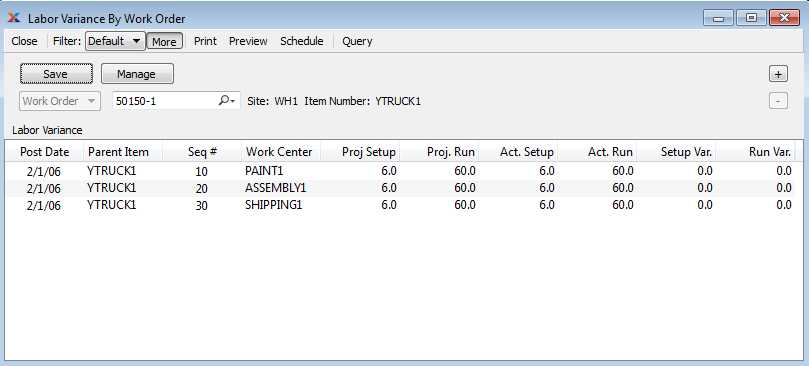 Labor Variance By Work Order
Close Filter: Default More Print Preview Schedule Query
Save Manage +
Work Order 50150-1 Site: WH1 Item Number: YTRUCK1 -
Labor Variance
Post Date Parent Item Seq # Work Center Proj Setup Proj. Run Act. Setup Act. Run Setup Var. Run Var.
2/1/06 YTRUCK1 10 PAINT1 6.0 60.0 6.0 60.0 0.0 0.0
2/1/06 YTRUCK1 20 ASSEMBLY1 6.0 60.0 6.0 60.0 0.0 0.0
2/1/06 YTRUCK1 30 SHIPPING1 6.0 60.0 6.0 60.0 0.0 0.0